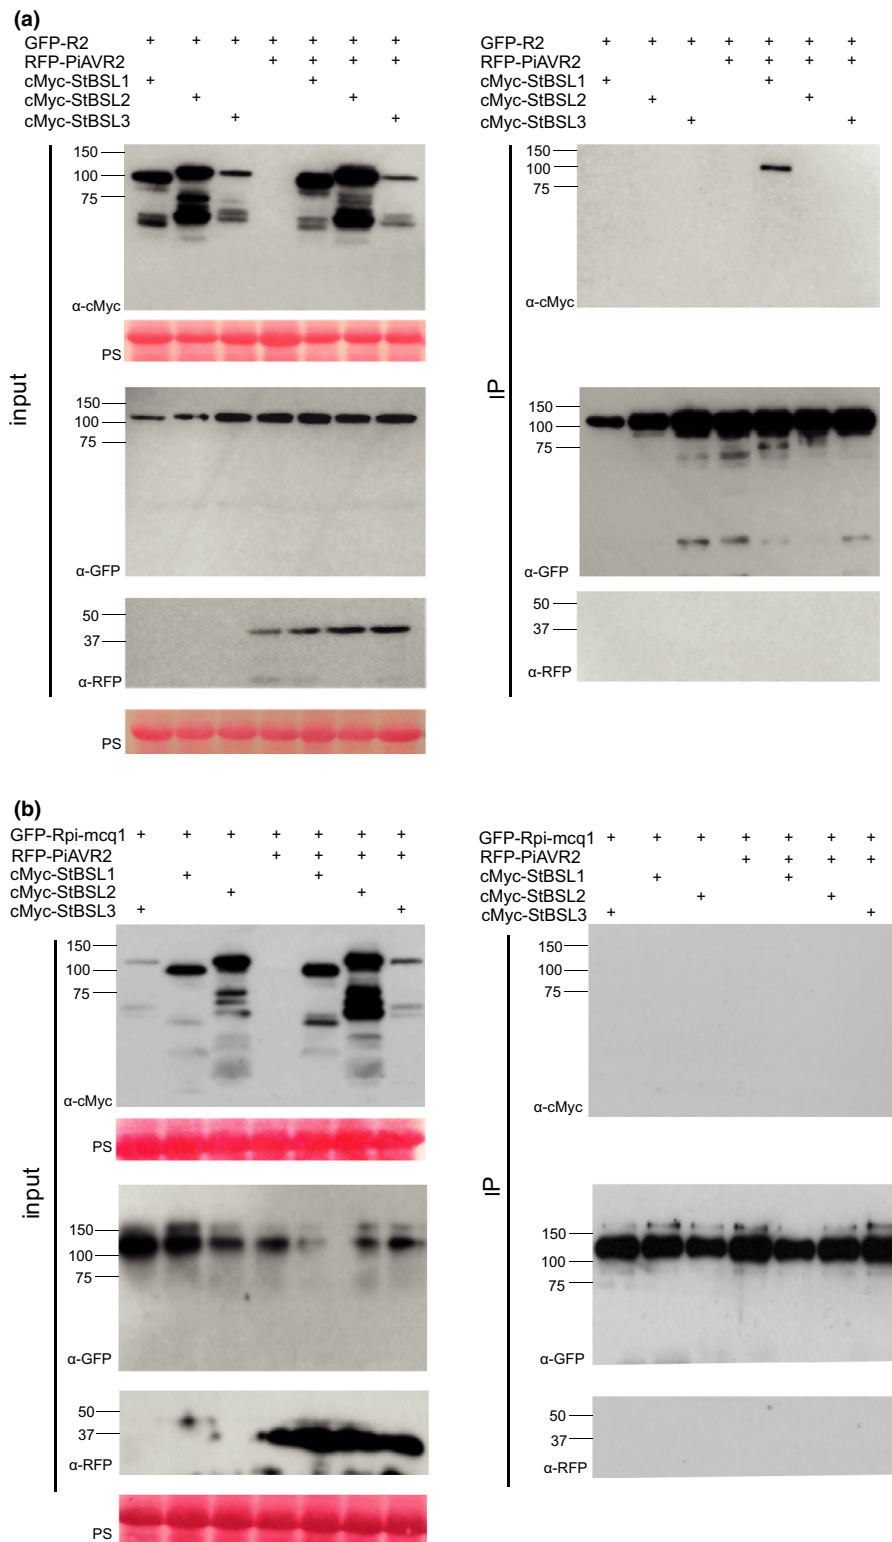 (a)
GFP-R2 + + + + + + +
RFP-PiAVR2 + + + +
cMyc-StBSL1 + +
cMyc-StBSL2 + +
cMyc-StBSL3 + +
150
100
75
α-cMyc
PS
150
100
75
α-GFP
50
37
α-RFP
PS
input
GFP-R2 + + + + + + +
RFP-PiAVR2 + + + +
cMyc-StBSL1 + +
cMyc-StBSL2 + +
cMyc-StBSL3 + +
150
100
75
α-cMyc
150
100
75
α-GFP
50
37
α-RFP
IP
(b)
GFP-Rpi-mcq1 + + + + + + +
RFP-PiAVR2 + + + +
cMyc-StBSL1 + +
cMyc-StBSL2 + +
cMyc-StBSL3 + +
150
100
75
α-cMyc
PS
150
100
75
α-GFP
50
37
α-RFP
PS
input
GFP-Rpi-mcq1 + + + + + + +
RFP-PiAVR2 + + + +
cMyc-StBSL1 + +
cMyc-StBSL2 + +
cMyc-StBSL3 + +
150
100
75
α-cMyc
150
100
75
α-GFP
50
37
α-RFP
IP